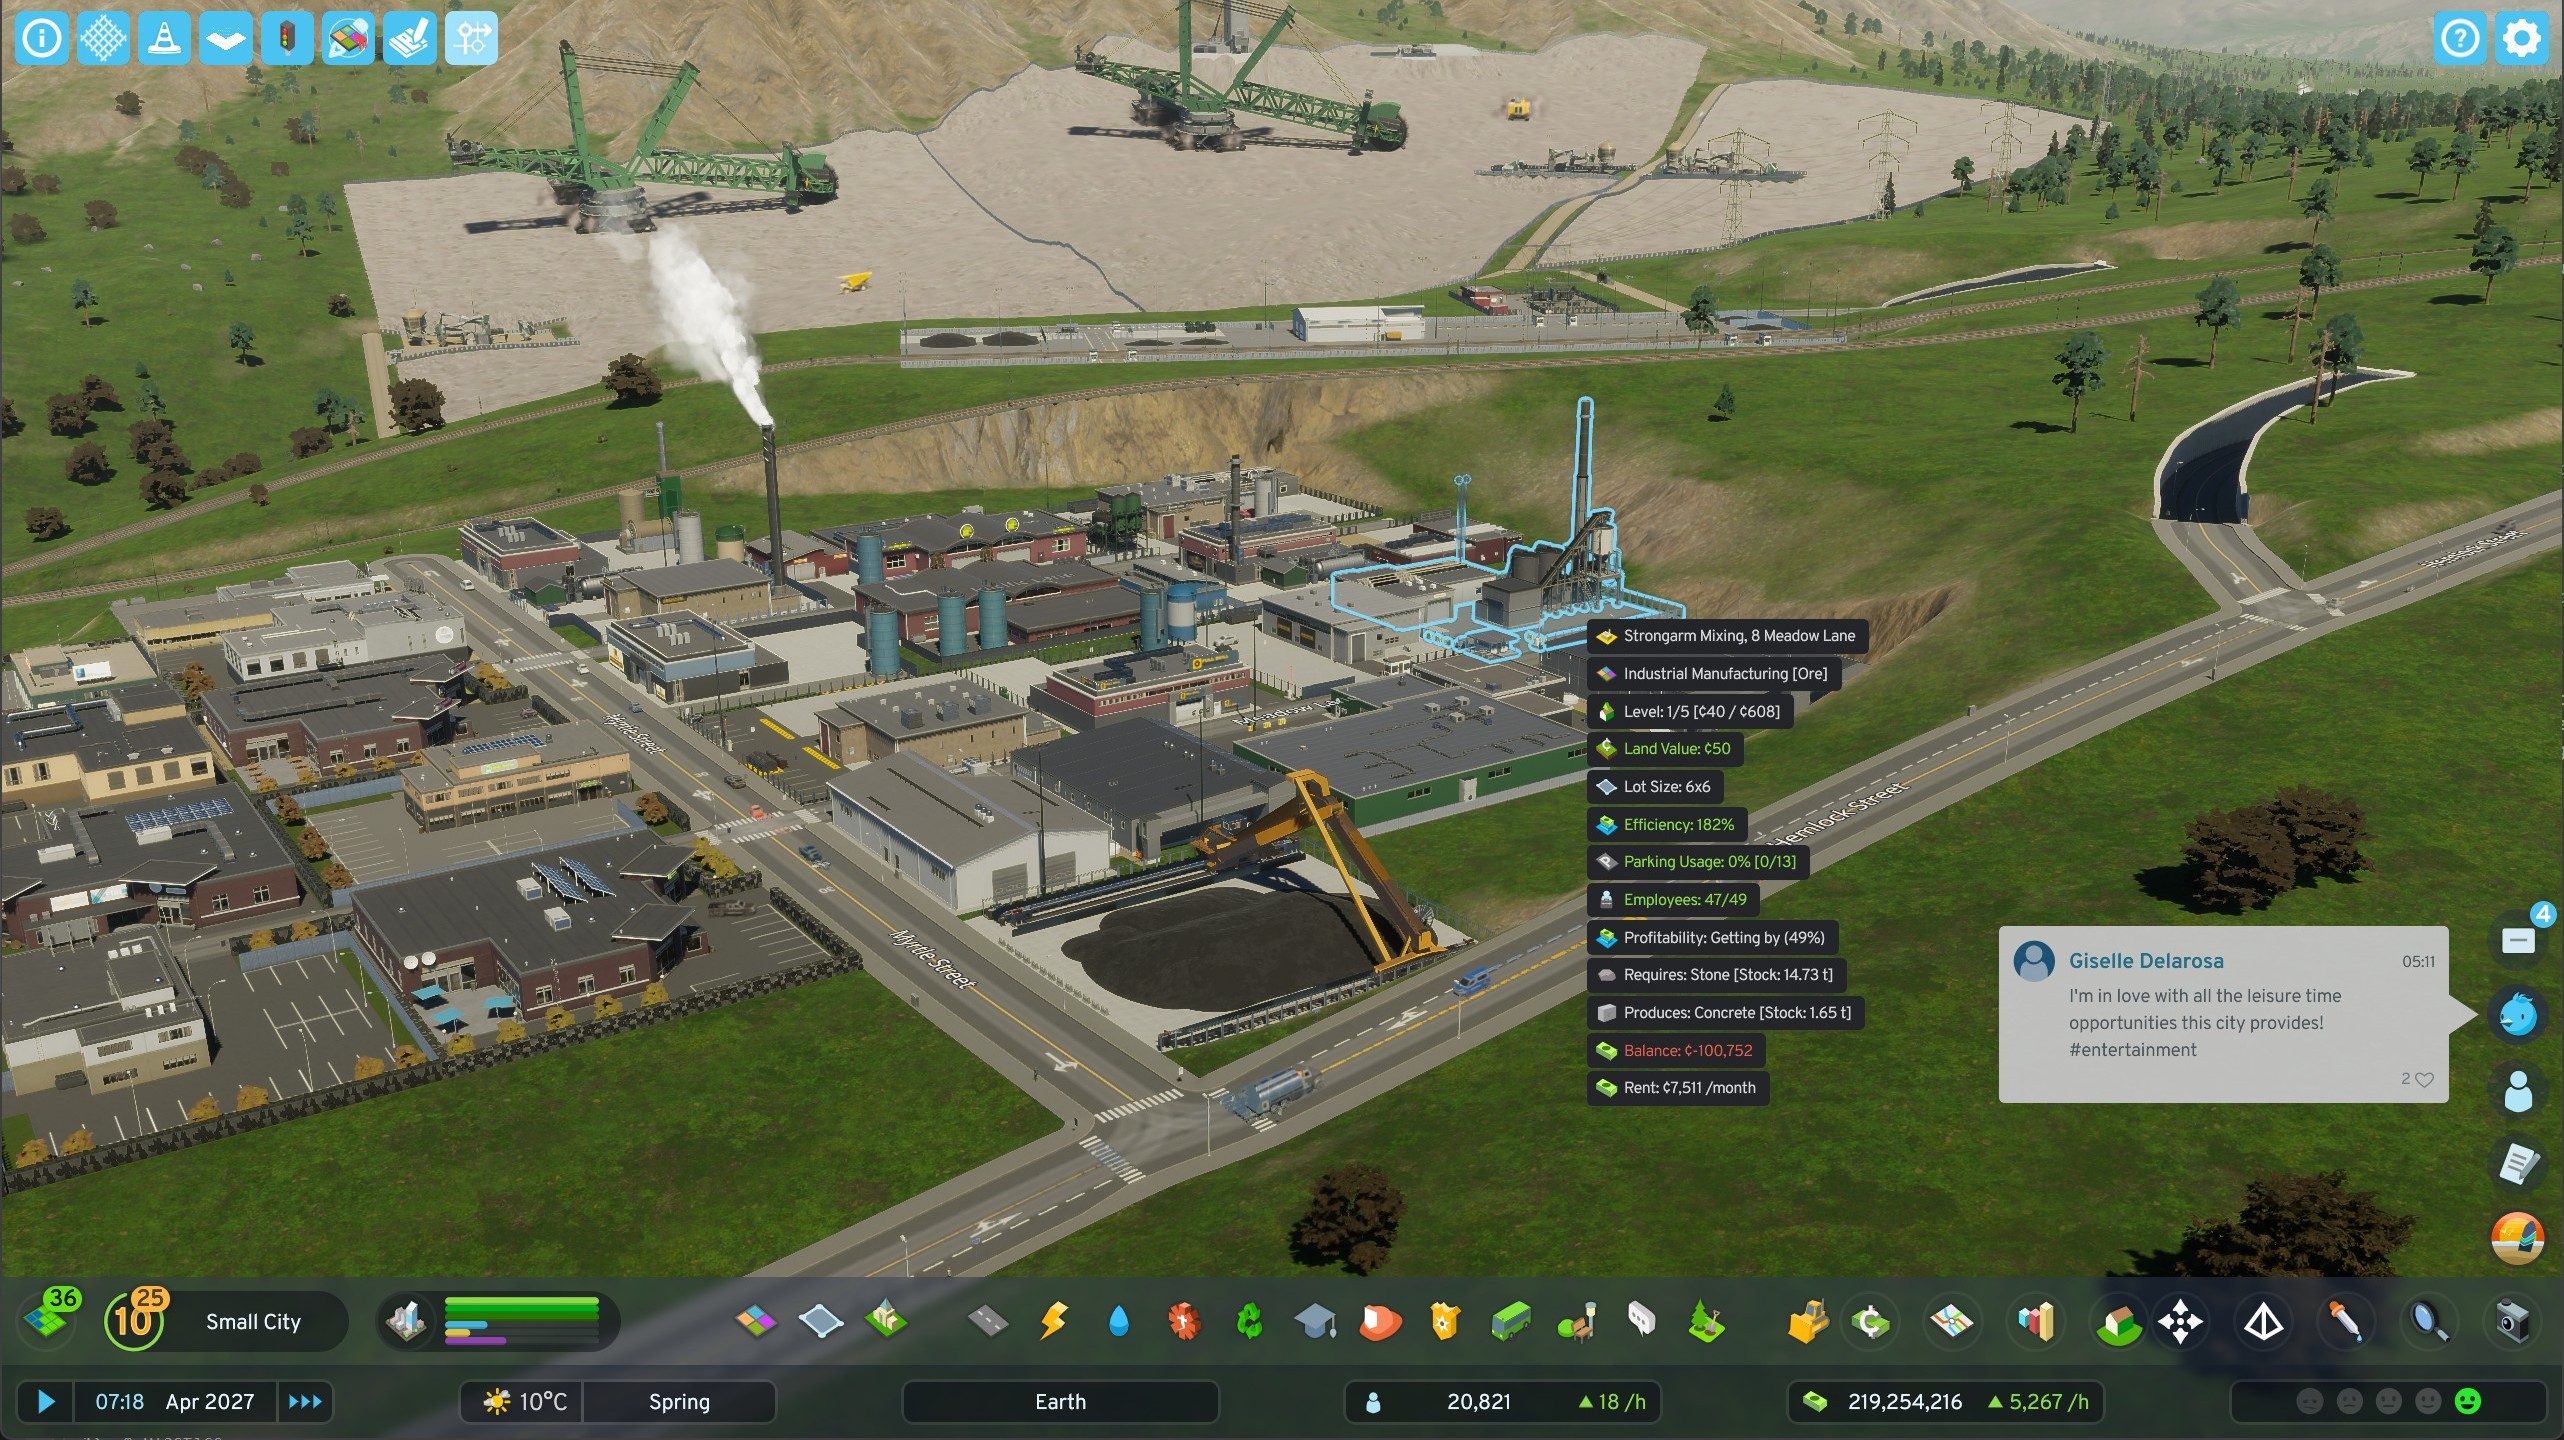 Strongarm Mixing, 8 Meadow Lane
Industrial Manufacturing [Ore]
Level: 1/5 [¢40 / ¢608]
Land Value: ¢50
Lot Size: 6x6
Efficiency: 182%
Parking Usage: 0% [0/13]
Employees: 47/49
Profitability: Getting by (49%)
Requires: Stone [Stock: 14.73 t]
Produces: Concrete [Stock: 1.65 t]
Balance: ¢-100,752
Rent: ¢7,511 /month
Myrtle Street
Myrtle Street
Hemlock Street
Hemlock Street
4
Giselle Delarosa 05:11
I'm in love with all the leisure time
opportunities this city provides!
#entertainment
2
36
10 25 Small City
07:18 Apr 2027
10°C Spring
Earth
20,821 18 /h
219,254,216 5,267 /h